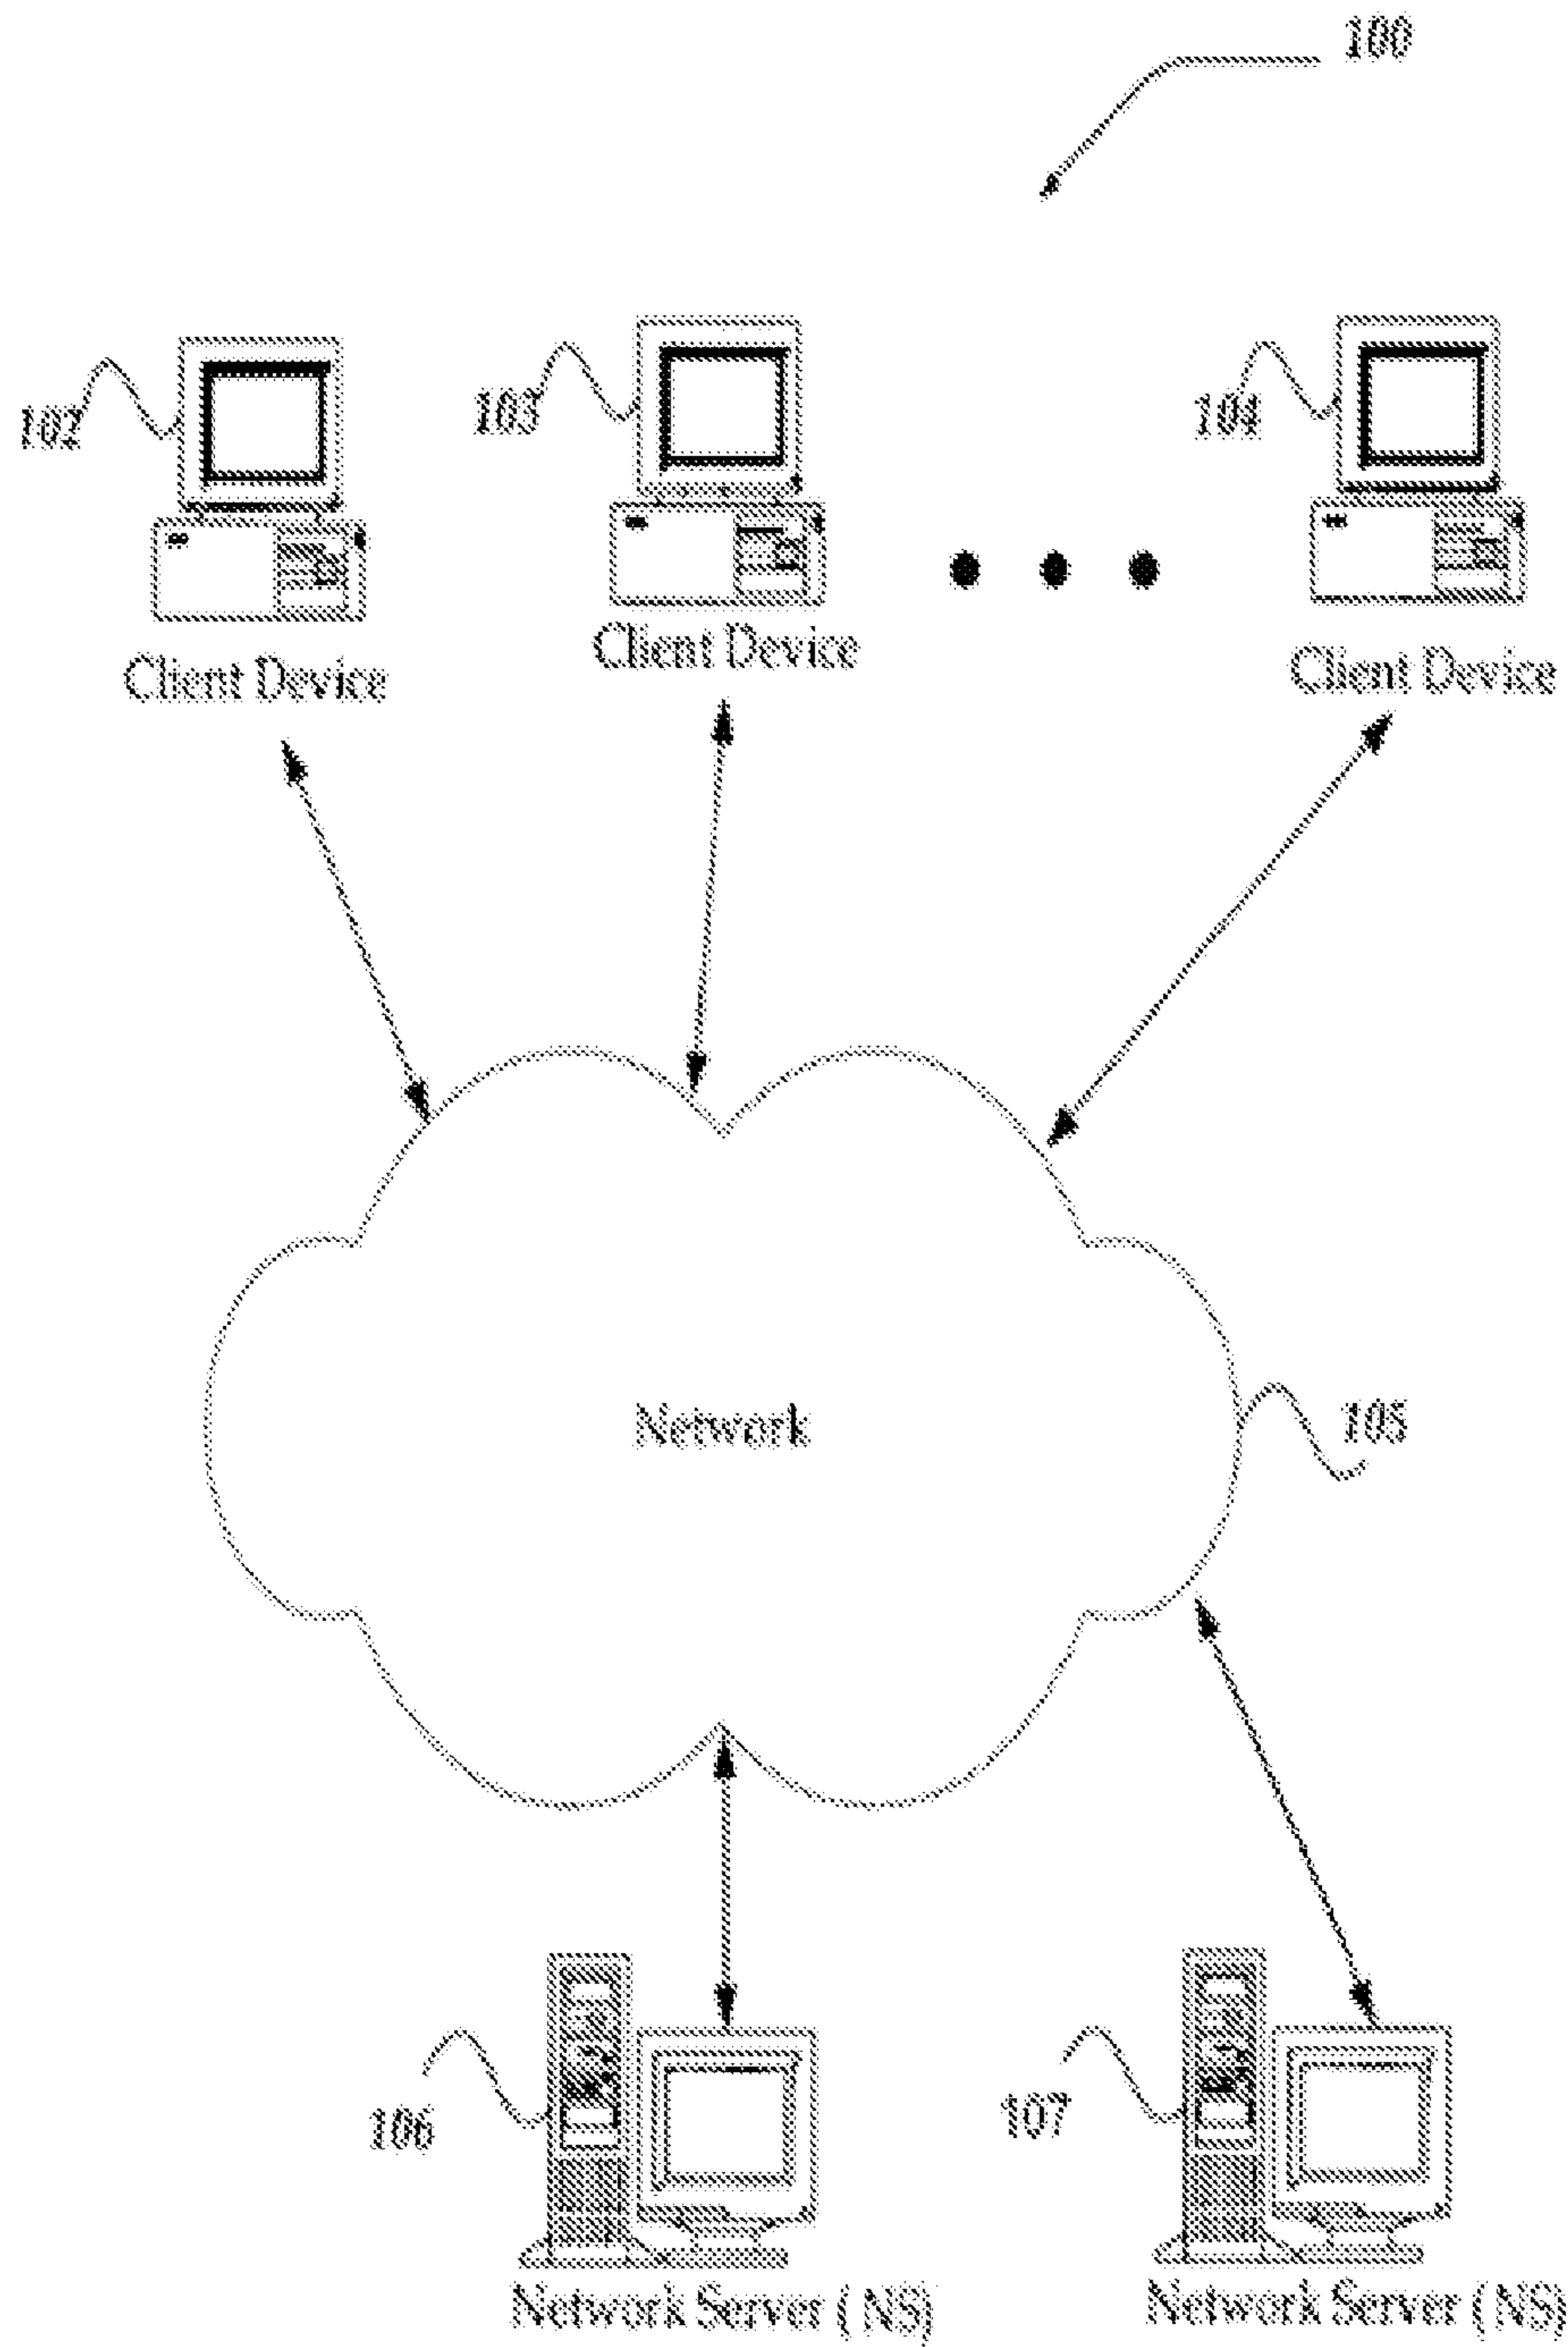 100
102
103
104
Client Device
Client Device
Client Device
Network
105
106
107
Network Server (NS)
Network Server (NS)